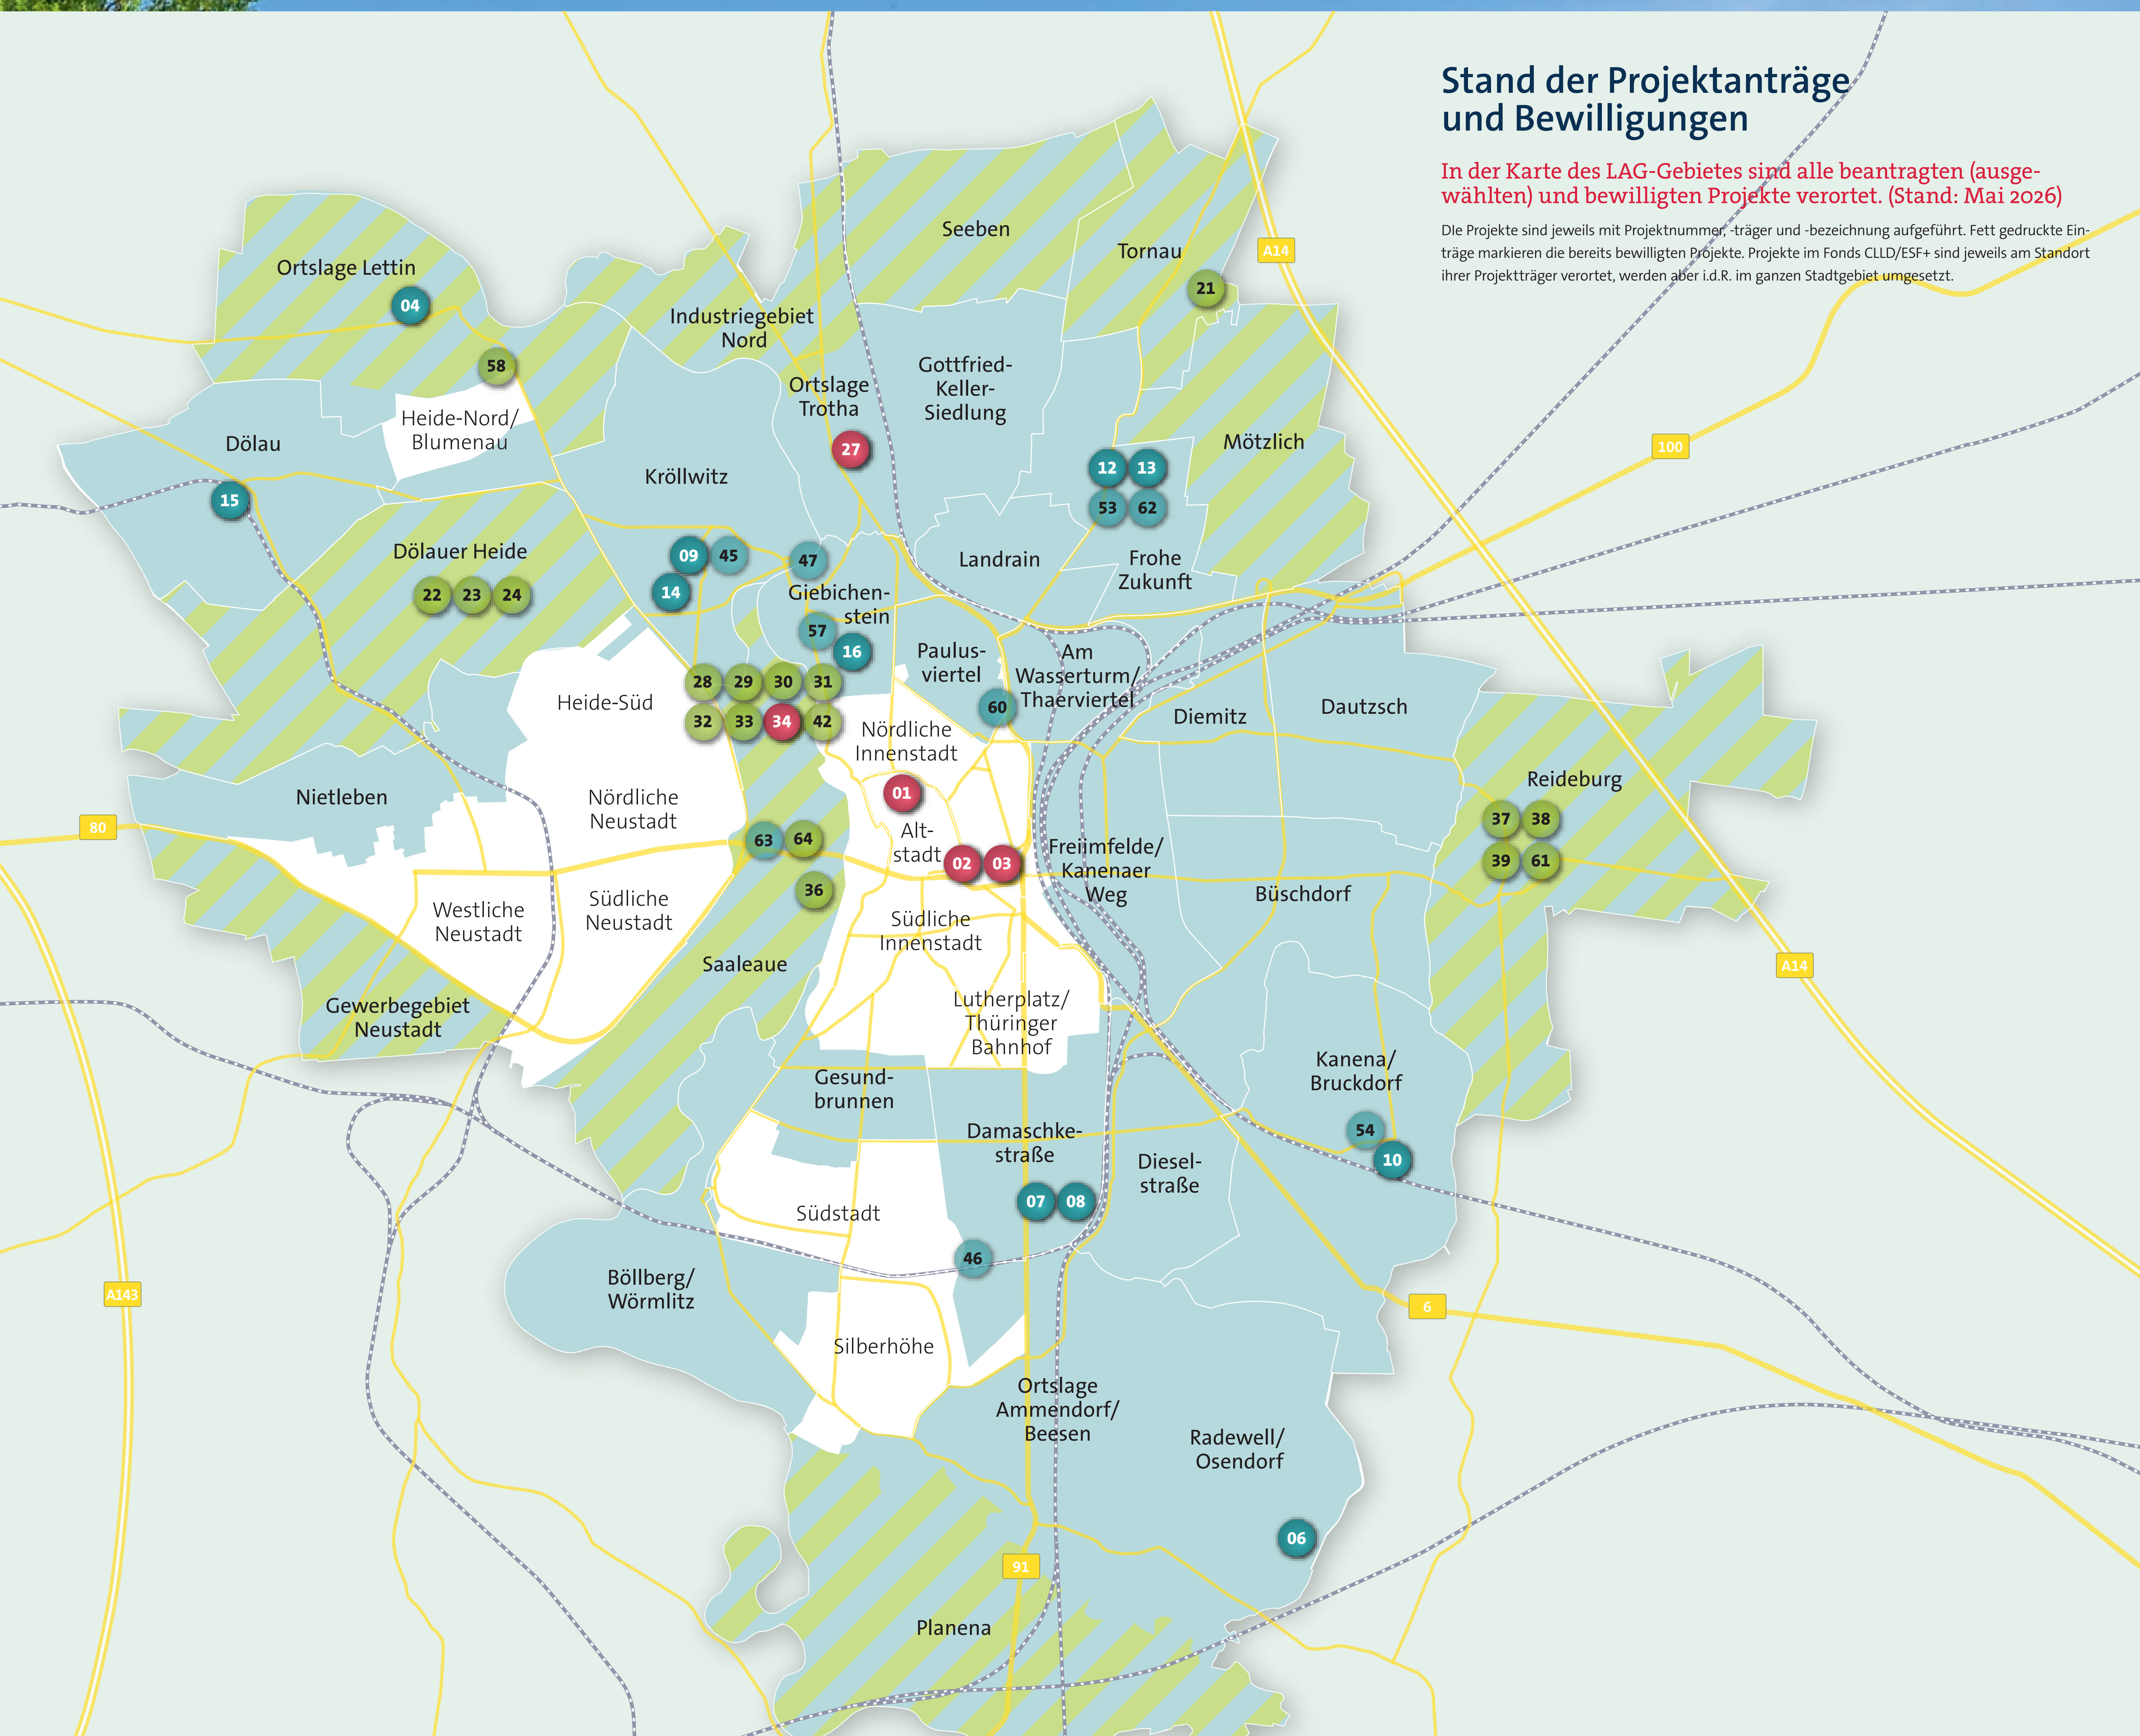 Stand der Projektanträge
und Bewilligungen
In der Karte des LAG-Gebietes sind alle beantragten (ausge-
wählten) und bewilligten Projekte verortet. (Stand: Mai 2026)
DIe Projekte sind jeweils mit Projektnummer, -träger und -bezeichnung aufgeführt. Fett gedruckte Ein-
träge markieren die bereits bewilligten Projekte. Projekte im Fonds CLLD/ESF+ sind jeweils am Standort
ihrer Projektträger verortet, werden aber i.d.R. im ganzen Stadtgebiet umgesetzt.
Seeben
Tornau
A14
21
Ortslage Lettin
04
Industriegebiet
Nord
58
Gottfried-
Keller-
Siedlung
Ortslage
Trotha
27
Heide-Nord/
Blumenau
Dölau
15
Mötzlich
100
Kröllwitz
12 13
53 62
Dölauer Heide
22 23 24
09 45
14
47
Giebichen-
stein
57
16
Landrain
Frohe
Zukunft
Paulus-
viertel
60
Am
Wasserturm/
Thaerviertel
Heide-Süd
28 29 30 31
32 33 34 42
Nördliche
Innenstadt
Diemitz
Dautzsch
Reideburg
37 38
39 61
Nietleben
80
Nördliche
Neustadt
01
Alt-
stadt
02 03
63 64
36
Freiimfelde/
Kanenaer
Weg
Büschdorf
Westliche
Neustadt
Südliche
Neustadt
Südliche
Innenstadt
Saaleaue
A14
Gewerbegebiet
Neustadt
Lutherplatz/
Thüringer
Bahnhof
Kanena/
Bruckdorf
54
10
Gesund-
brunnen
Damaschke-
straße
07 08
Diesel-
straße
Südstadt
46
Böllberg/
Wörmlitz
A143
6
Silberhöhe
Ortslage
Ammendorf/
Beesen
Radewell/
Osendorf
06
91
Planena